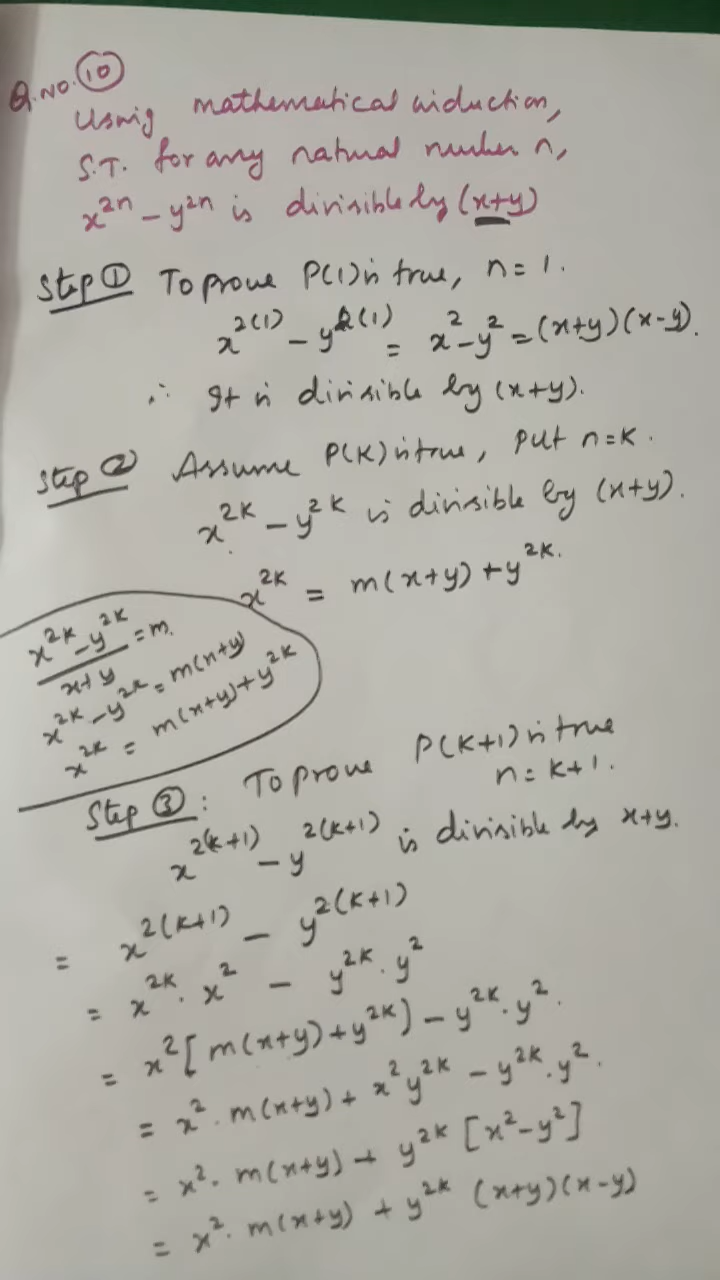 Q.NO. 10
Using mathematical induction,
S.T. for any natural number n,
x^2n - y^2n is divisible by (x+y)
Step ① To prove P(1) is true, n = 1.
x^2(1) - y^2(1) = x^2 - y^2 = (x+y)(x-y).
∴ It is divisible by (x+y).
Step ② Assume P(K) is true, put n=K.
x^2K - y^2K is divisible by (x+y).
x^2K = m(x+y) + y^2K.
x^2K - y^2K / x+y = m.
x^2K - y^2K = m(x+y)
x^2K = m(x+y) + y^2K
Step ③: To prove P(K+1) is true
n = K+1.
x^2(K+1) - y^2(K+1) is divisible by x+y.
= x^2(K+1) - y^2(K+1)
= x^2K . x^2 - y^2K . y^2
= x^2 [ m(x+y) + y^2K ) - y^2K . y^2.
= x^2 . m(x+y) + x^2 y^2K - y^2K . y^2.
= x^2 . m(x+y) + y^2K [x^2 - y^2]
= x^2 . m(x+y) + y^2K (x+y)(x-y)